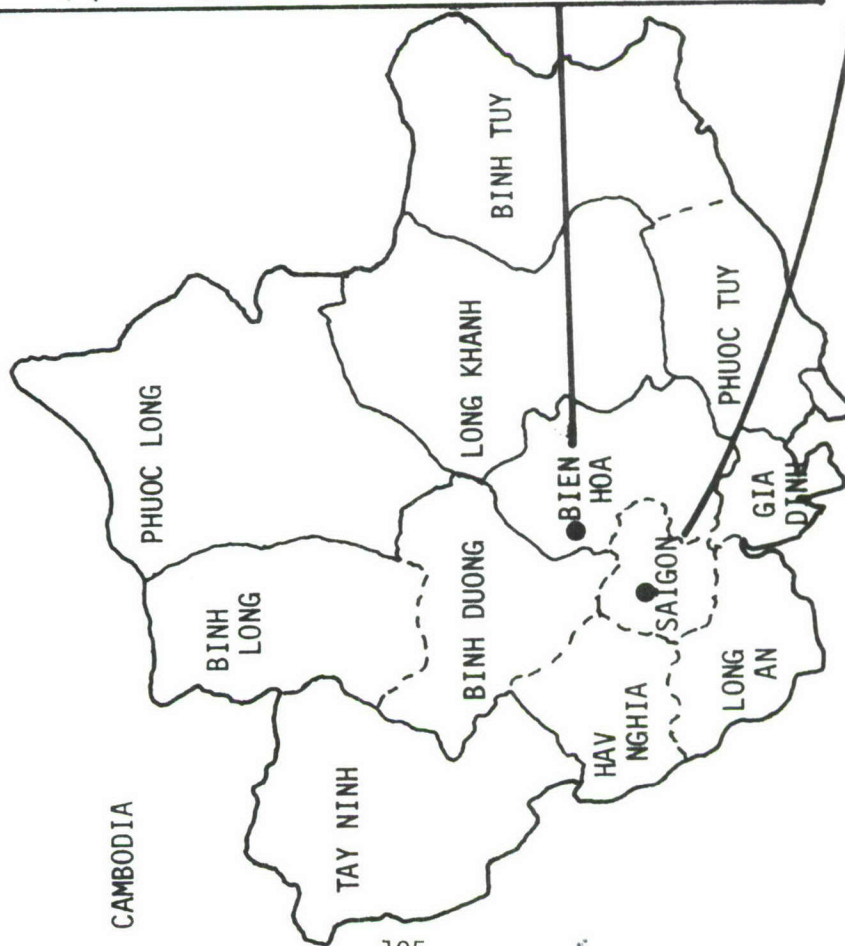 CAMBODIA
TAY NINH
BINH
LONG
PHUOC LONG
BINH DUONG
LONG KHANH
BINH TUY
HAV
NGHIA
BIEN
HOA
SAIGON
PHUOC TUY
LONG
AN
GIA
DINH
105